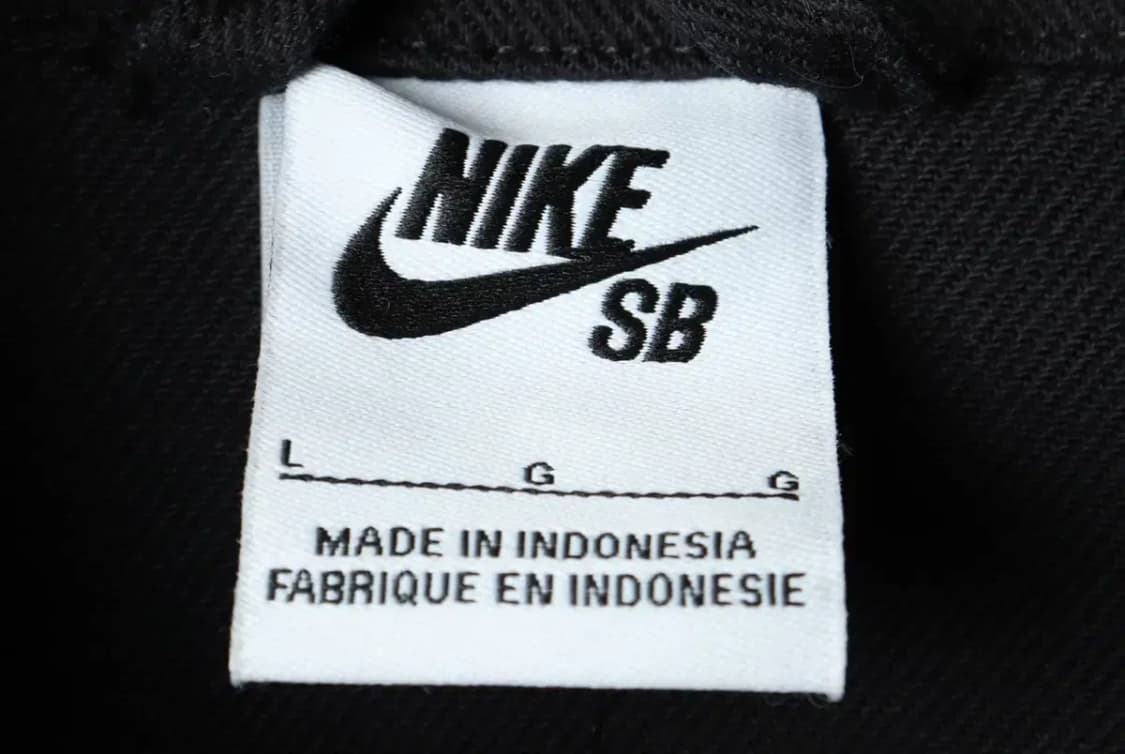 NIKE
SB
L G G
MADE IN INDONESIA
FABRIQUE EN INDONESIE